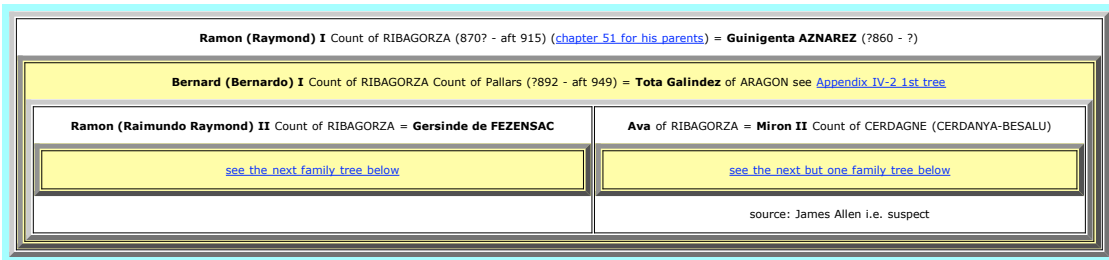 Ramon (Raymond) I Count of RIBAGORZA (870? - aft 915) (chapter 51 for his parents) = Guinigenta AZNAREZ (?860 - ?)
Bernard (Bernardo) I Count of RIBAGORZA Count of Pallars (?892 - aft 949) = Tota Galindez of ARAGON see Appendix IV-2 1st tree
Ramon (Raimundo Raymond) II Count of RIBAGORZA = Gersinde de FEZENSAC
see the next family tree below
Ava of RIBAGORZA = Miron II Count of CERDAGNE (CERDANYA-BESALU)
see the next but one family tree below
source: James Allen i.e. suspect